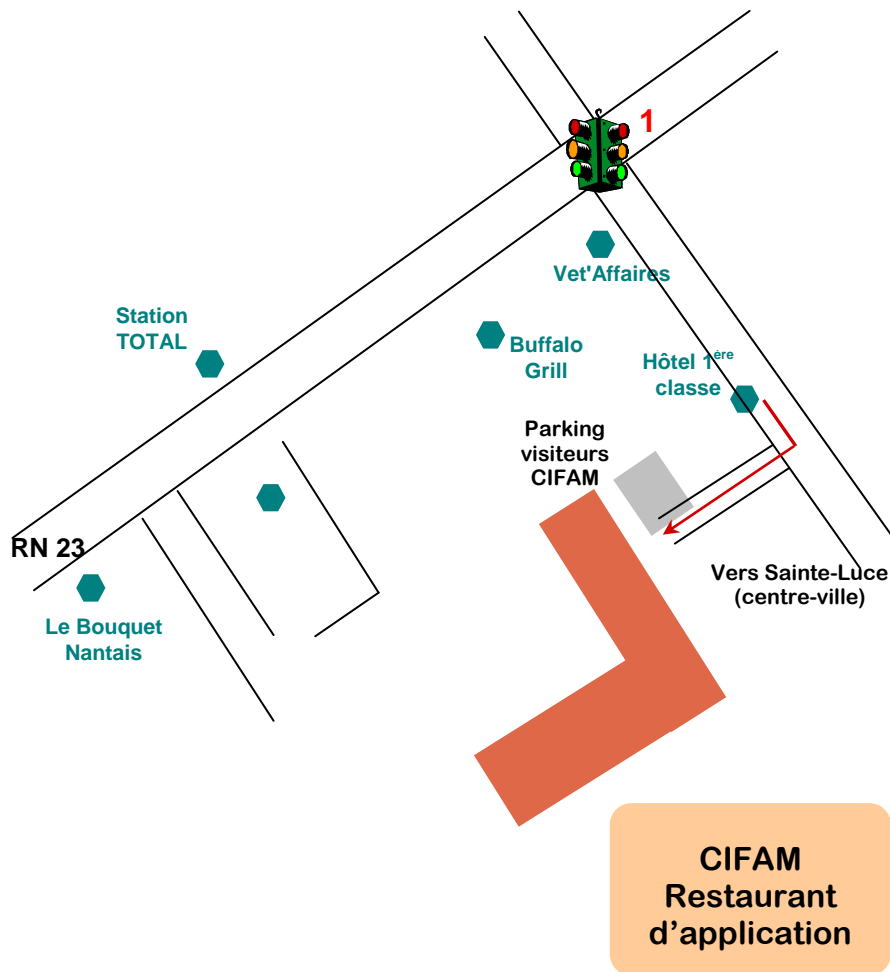 1
Vet'Affaires
Station
TOTAL
Buffalo
Grill
Hôtel 1ère
classe
Parking
visiteurs
CIFAM
RN 23
Vers Sainte-Luce
(centre-ville)
Le Bouquet
Nantais
CIFAM
Restaurant
d’application